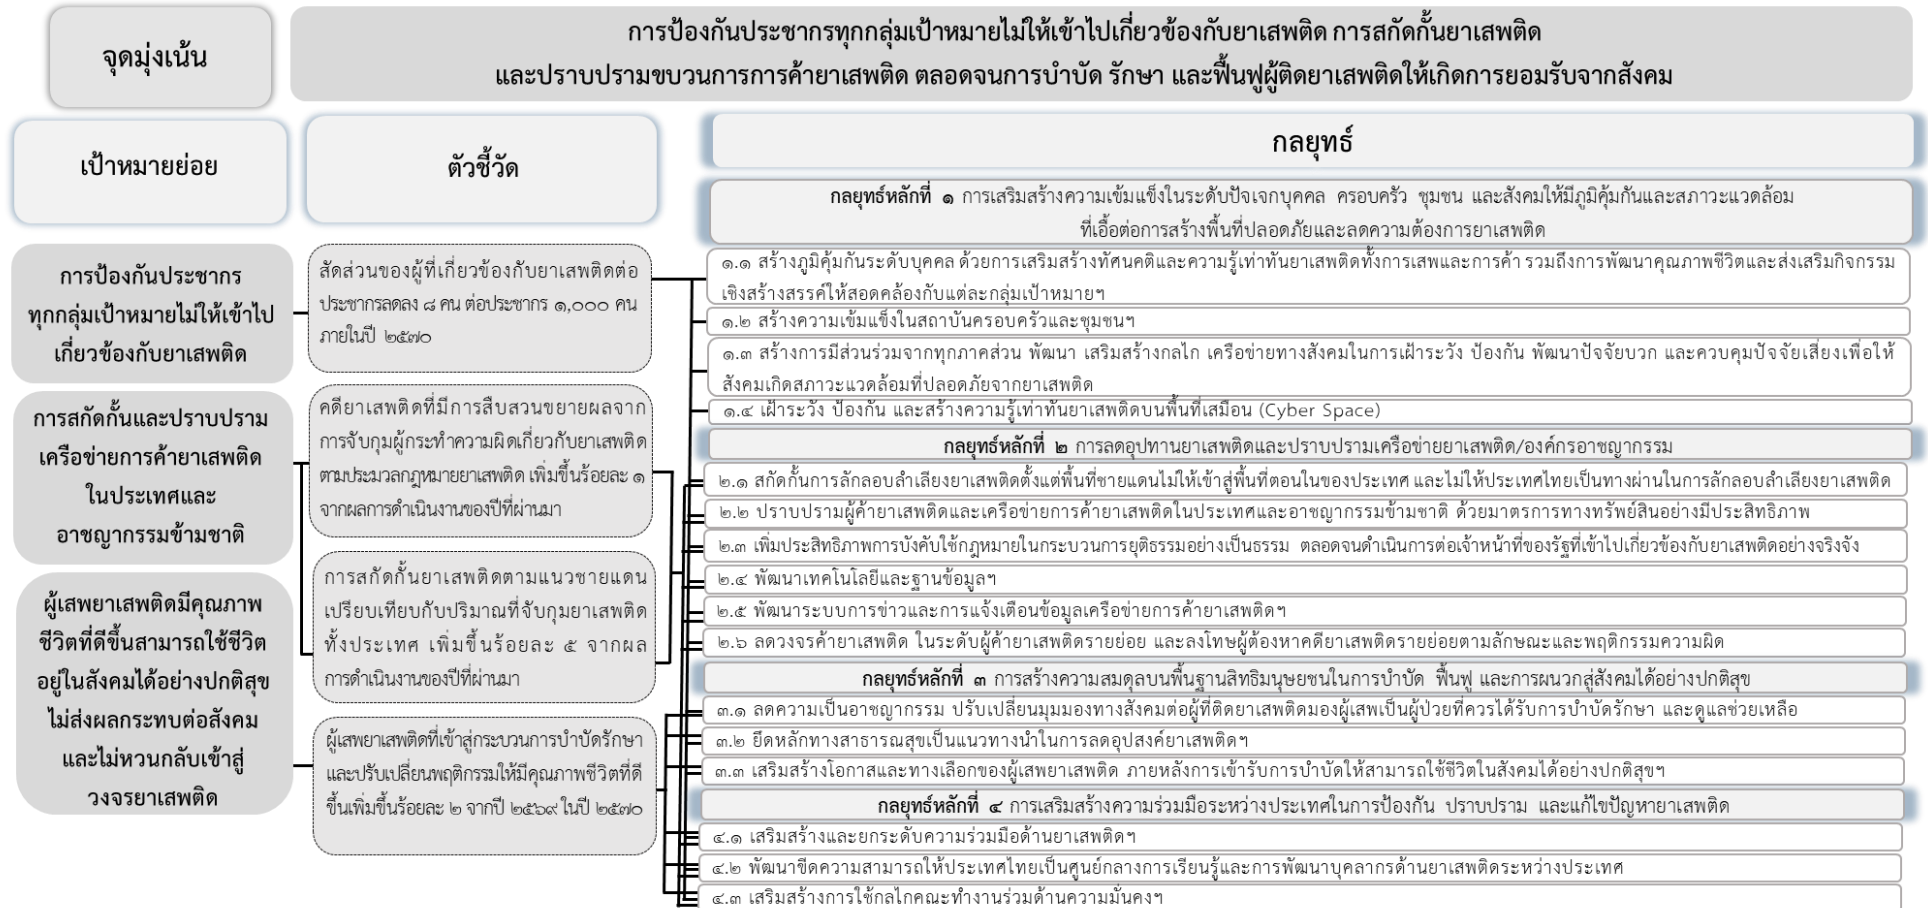 จุดมุ่งเน้น
การป้องกันประชากรทุกกลุ่มเป้าหมายไม่ให้เข้าไปเกี่ยวข้องกับยาเสพติด การสกัดกั้นยาเสพติด
และปราบปรามขบวนการการค้ายาเสพติด ตลอดจนการบำบัด รักษา และฟื้นฟูผู้ติดยาเสพติดให้เกิดการยอมรับจากสังคม
เป้าหมายย่อย
ตัวชี้วัด
กลยุทธ์
การป้องกันประชากร
ทุกกลุ่มเป้าหมายไม่ให้เข้าไป
เกี่ยวข้องกับยาเสพติด
การสกัดกั้นและปราบปราม
เครือข่ายการค้ายาเสพติด
ในประเทศและ
อาชญากรรมข้ามชาติ
ผู้เสพยาเสพติดมีคุณภาพ
ชีวิตที่ดีขึ้นสามารถใช้ชีวิต
อยู่ในสังคมได้อย่างปกติสุข
ไม่ส่งผลกระทบต่อสังคม
และไม่หวนกลับเข้าสู่
วงจรยาเสพติด
สัดส่วนของผู้ที่เกี่ยวข้องกับยาเสพติดต่อ
ประชากรลดลง ๘ คน ต่อประชากร ๑,๐๐๐ คน
ภายในปี ๒๕๗๐
คดียาเสพติดที่มีการสืบสวนขยายผลจาก
การจับกุมผู้กระทำความผิดเกี่ยวกับยาเสพติด
ตามประมวลกฎหมายยาเสพติด เพิ่มขึ้นร้อยละ ๑
จากผลการดำเนินงานของปีที่ผ่านมา
การสกัดกั้นยาเสพติดตามแนวชายแดน
เปรียบเทียบกับปริมาณที่จับกุมยาเสพติด
ทั้งประเทศ เพิ่มขึ้นร้อยละ ๕ จากผล
การดำเนินงานของปีที่ผ่านมา
ผู้เสพยาเสพติดที่เข้าสู่กระบวนการบำบัดรักษา
และปรับเปลี่ยนพฤติกรรมให้มีคุณภาพชีวิตที่ดี
ขึ้นเพิ่มขึ้นร้อยละ ๒ จากปี ๒๕๖๙ ในปี ๒๕๗๐
กลยุทธ์หลักที่ ๑ การเสริมสร้างความเข้มแข็งในระดับปัจเจกบุคคล ครอบครัว ชุมชน และสังคมให้มีภูมิคุ้มกันและสภาวะแวดล้อม
ที่เอื้อต่อการสร้างพื้นที่ปลอดภัยและลดความต้องการยาเสพติด
๑.๑ สร้างภูมิคุ้มกันระดับบุคคล ด้วยการเสริมสร้างทัศนคติและความรู้เท่าทันยาเสพติดทั้งการเสพและการค้า รวมถึงการพัฒนาคุณภาพชีวิตและส่งเสริมกิจกรรม
เชิงสร้างสรรค์ให้สอดคล้องกับแต่ละกลุ่มเป้าหมายฯ
๑.๒ สร้างความเข้มแข็งในสถาบันครอบครัวและชุมชนฯ
๑.๓ สร้างการมีส่วนร่วมจากทุกภาคส่วน พัฒนา เสริมสร้างกลไก เครือข่ายทางสังคมในการเฝ้าระวัง ป้องกัน พัฒนาปัจจัยบวก และควบคุมปัจจัยเสี่ยงเพื่อให้
สังคมเกิดสภาวะแวดล้อมที่ปลอดภัยจากยาเสพติด
๑.๔ เฝ้าระวัง ป้องกัน และสร้างความรู้เท่าทันยาเสพติดบนพื้นที่เสมือน (Cyber Space)
กลยุทธ์หลักที่ ๒ การลดอุปทานยาเสพติดและปราบปรามเครือข่ายยาเสพติด/องค์กรอาชญากรรม
๒.๑ สกัดกั้นการลักลอบลำเลียงยาเสพติดตั้งแต่พื้นที่ชายแดนไม่ให้เข้าสู่พื้นที่ตอนในของประเทศ และไม่ให้ประเทศไทยเป็นทางผ่านในการลักลอบลำเลียงยาเสพติด
๒.๒ ปราบปรามผู้ค้ายาเสพติดและเครือข่ายการค้ายาเสพติดในประเทศและอาชญากรรมข้ามชาติ ด้วยมาตรการทางทรัพย์สินอย่างมีประสิทธิภาพ
๒.๓ เพิ่มประสิทธิภาพการบังคับใช้กฎหมายในกระบวนการยุติธรรมอย่างเป็นธรรม ตลอดจนดำเนินการต่อเจ้าหน้าที่ของรัฐที่เข้าไปเกี่ยวข้องกับยาเสพติดอย่างจริงจัง
๒.๔ พัฒนาเทคโนโลยีและฐานข้อมูลฯ
๒.๕ พัฒนาระบบการข่าวและการแจ้งเตือนข้อมูลเครือข่ายการค้ายาเสพติดฯ
๒.๖ ลดวงจรค้ายาเสพติด ในระดับผู้ค้ายาเสพติดรายย่อย และลงโทษผู้ต้องหาคดียาเสพติดรายย่อยตามลักษณะและพฤติกรรมความผิด
กลยุทธ์หลักที่ ๓ การสร้างความสมดุลบนพื้นฐานสิทธิมนุษยชนในการบำบัด ฟื้นฟู และการผนวกสู่สังคมได้อย่างปกติสุข
๓.๑ ลดความเป็นอาชญากรรม ปรับเปลี่ยนมุมมองทางสังคมต่อผู้ที่ติดยาเสพติดมองผู้เสพเป็นผู้ป่วยที่ควรได้รับการบำบัดรักษา และดูแลช่วยเหลือ
๓.๒ ยึดหลักทางสาธารณสุขเป็นแนวทางนำในการลดอุปสงค์ยาเสพติดฯ
๓.๓ เสริมสร้างโอกาสและทางเลือกของผู้เสพยาเสพติด ภายหลังการเข้ารับการบำบัดให้สามารถใช้ชีวิตในสังคมได้อย่างปกติสุขฯ
กลยุทธ์หลักที่ ๔ การเสริมสร้างความร่วมมือระหว่างประเทศในการป้องกัน ปราบปราม และแก้ไขปัญหายาเสพติด
๔.๑ เสริมสร้างและยกระดับความร่วมมือด้านยาเสพติดฯ
๔.๒ พัฒนาขีดความสามารถให้ประเทศไทยเป็นศูนย์กลางการเรียนรู้และการพัฒนาบุคลากรด้านยาเสพติดระหว่างประเทศ
๔.๓ เสริมสร้างการใช้กลไกคณะทำงานร่วมด้านความมั่นคงฯ